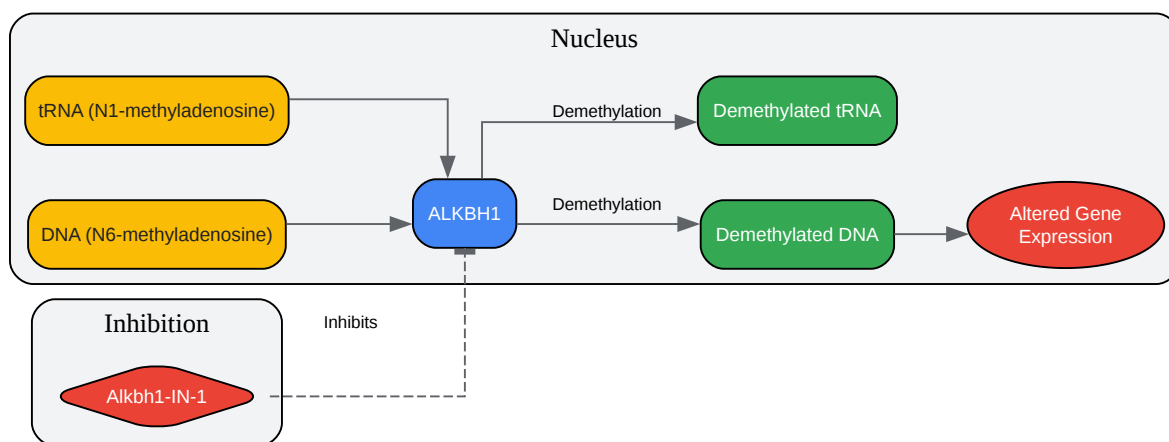 Nucleus
tRNA (N1-methyladenosine)
Demethylation
Demethylated tRNA
DNA (N6-methyladenosine)
ALKBH1
Demethylation
Demethylated DNA
Altered Gene
Expression
Inhibition
Inhibits
Alkbh1-IN-1